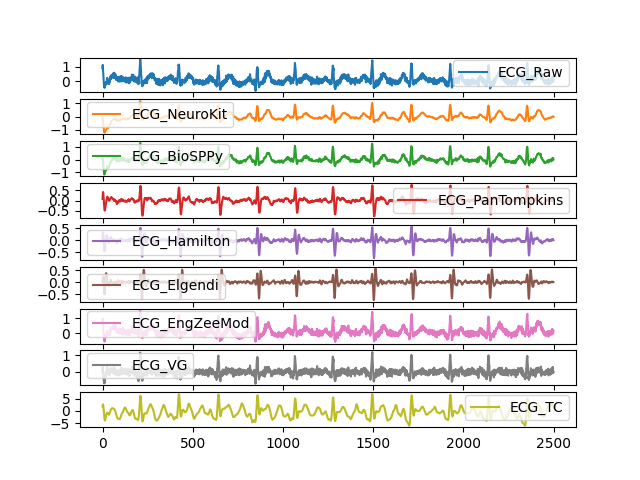 1
0
ECG_Raw
1
0
−1
ECG_NeuroKit
1
0
−1
ECG_BioSPPy
0.5
0.0
−0.5
ECG_PanTompkins
0.5
0.0
−0.5
ECG_Hamilton
0.5
0.0
−0.5
ECG_Elgendi
1
0
ECG_EngZeeMod
1
0
ECG_VG
5
0
−5
ECG_TC
0 500 1000 1500 2000 2500